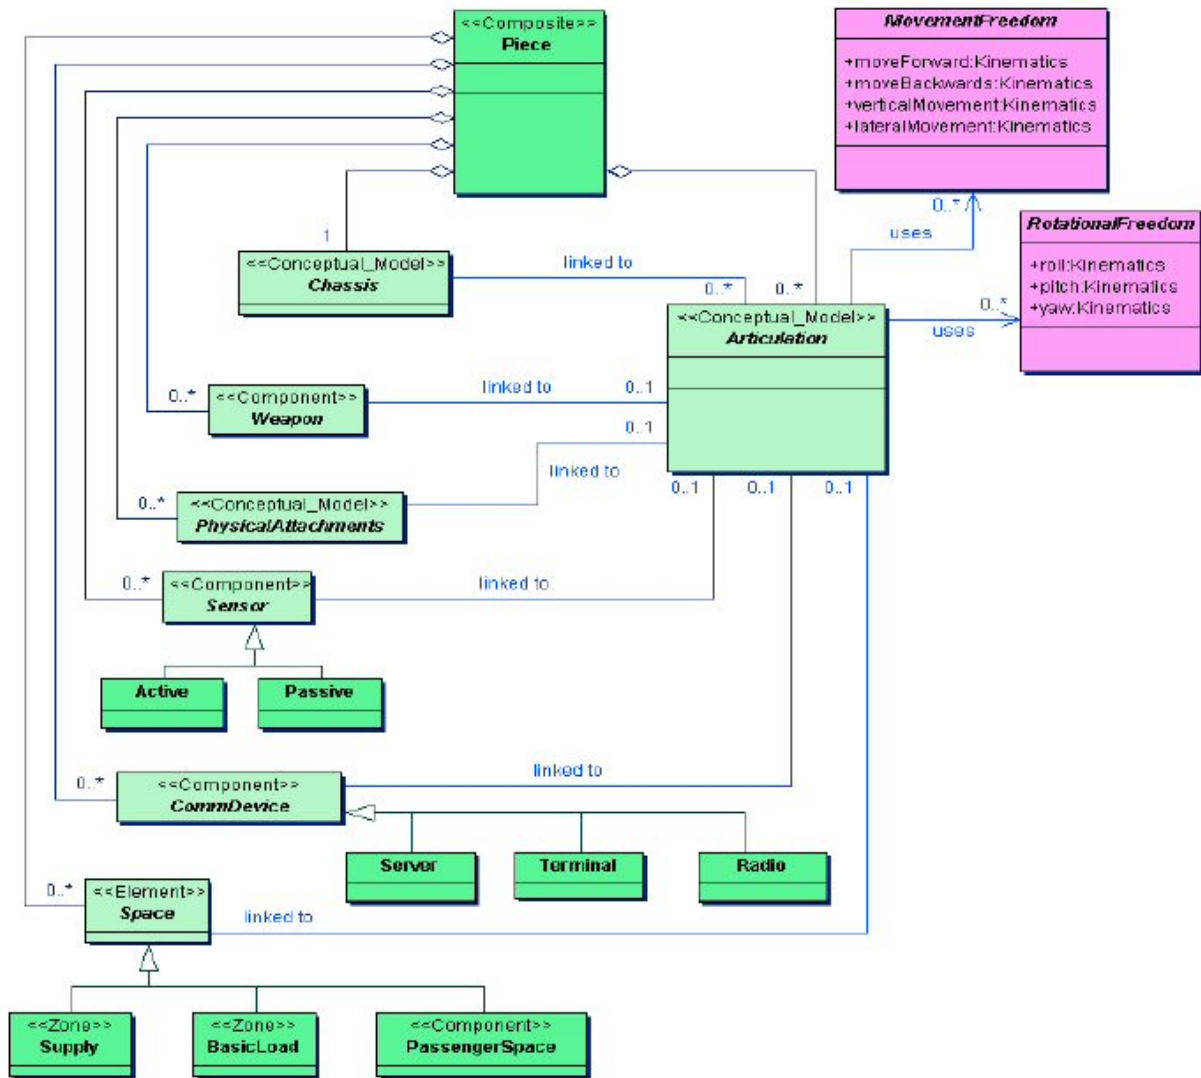 <<Composite>>
Piece
MovementFreedom
+moveForward:Kinematics
+moveBackwards:Kinematics
+verticalMovement:Kinematics
+lateralMovement:Kinematics
0..*
uses
RotationalFreedom
+roll:Kinematics
+pitch:Kinematics
+yaw:Kinematics
0..*
uses
1
<<Conceptual_Model>>
Chassis
linked to
0..*
0..*
<<Conceptual_Model>>
Articulation
0..*
<<Component>>
Weapon
linked to
0..1
0..1
linked to
0..*
<<Conceptual_Model>>
PhysicalAttachments
0..1
0..1
0..1
0..*
<<Component>>
Sensor
linked to
Active
Passive
0..*
<<Component>>
CommDevice
linked to
Server
Terminal
Radio
0..*
<<Element>>
Space
linked to
<<Zone>>
Supply
<<Zone>>
BasicLoad
<<Component>>
PassengerSpace